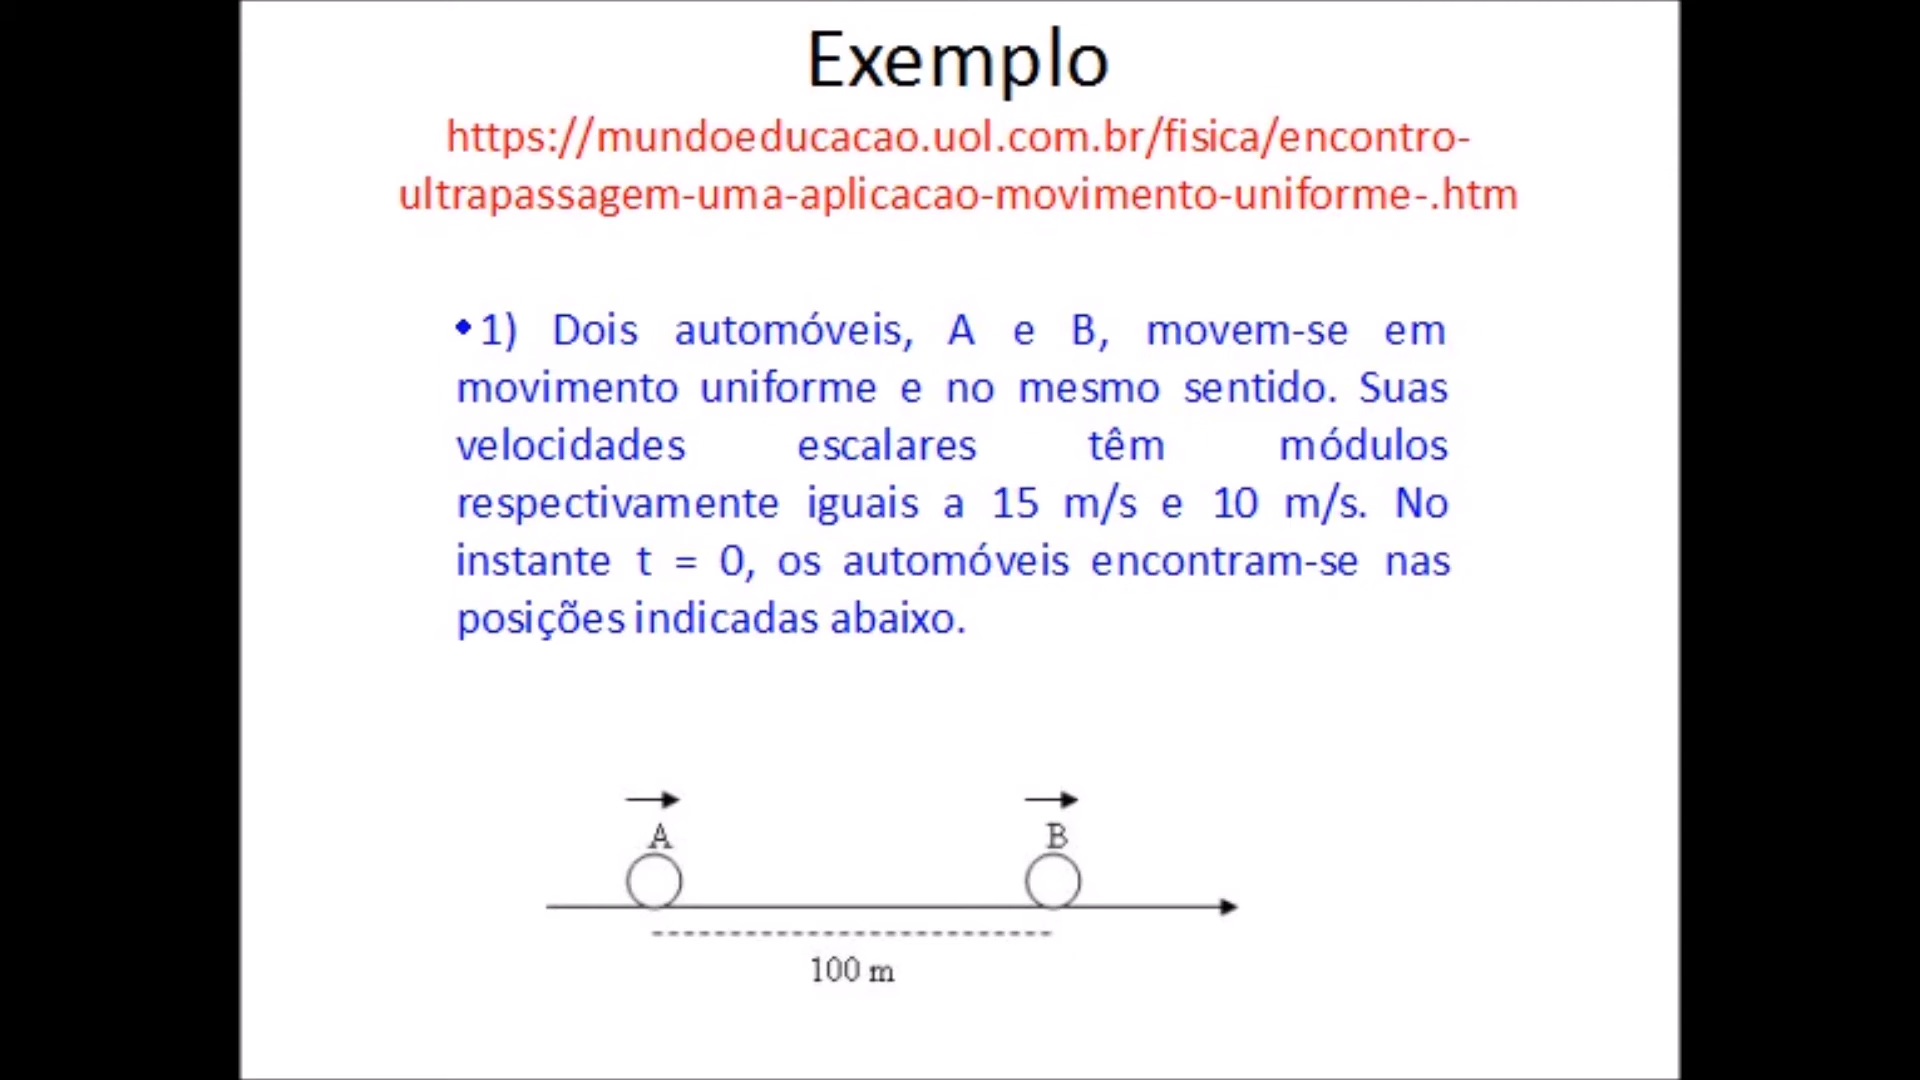 Exemplo
https://mundoeducacao.uol.com.br/fisica/encontro-
ultrapassagem-uma-aplicacao-movimento-uniforme-.htm
•1) Dois automóveis, A e B, movem-se em
movimento uniforme e no mesmo sentido. Suas
velocidades escalares têm módulos
respectivamente iguais a 15 m/s e 10 m/s. No
instante t = 0, os automóveis encontram-se nas
posições indicadas abaixo.
A B
100 m